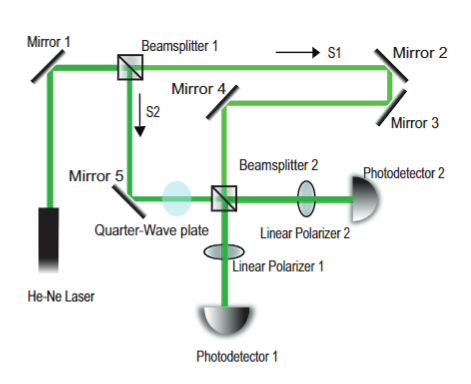 Mirror 1
Beamsplitter 1
S1
Mirror 2
Mirror 4
S2
Mirror 3
Beamsplitter 2
Photodetector 2
Mirror 5
Quarter-Wave plate
Linear Polarizer 2
Linear Polarizer 1
He-Ne Laser
Photodetector 1